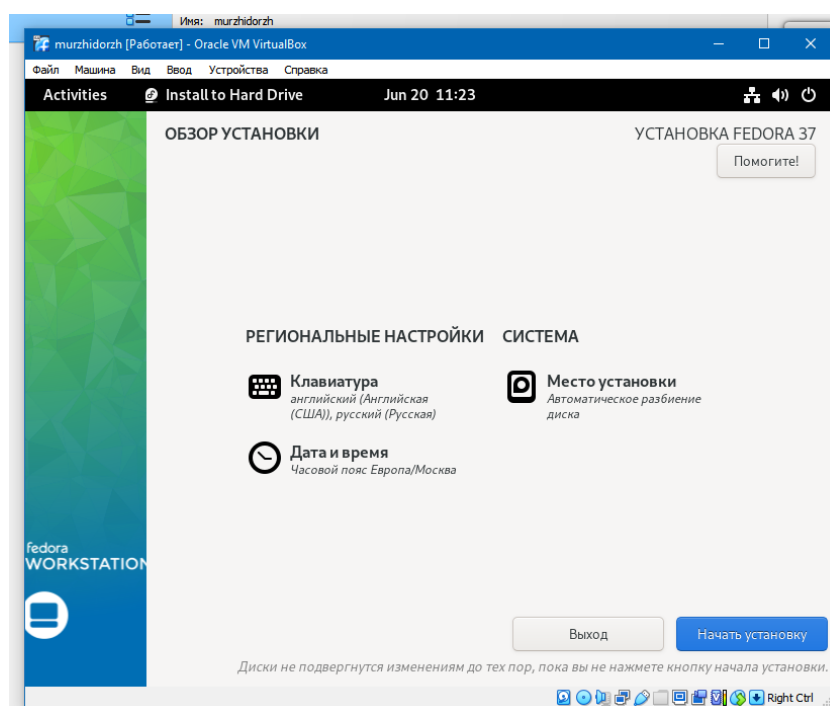 Имя: murzhidorzh
murzhidorzh [Работает] - Oracle VM VirtualBox
Файл Машина Вид Ввод Устройства Справка
Activities Install to Hard Drive Jun 20 11:23
ОБЗОР УСТАНОВКИ
УСТАНОВКА FEDORA 37
Помогите!
РЕГИОНАЛЬНЫЕ НАСТРОЙКИ
Клавиатура
английский (Английская
(США)), русский (Русская)
Дата и время
Часовой пояс Европа/Москва
СИСТЕМА
Место установки
Автоматическое разбиение
диска
fedora
WORKSTATION
Выход
Начать установку
Диски не подвергнутся изменениям до тех пор, пока вы не нажмете кнопку начала установки.
Right Ctrl